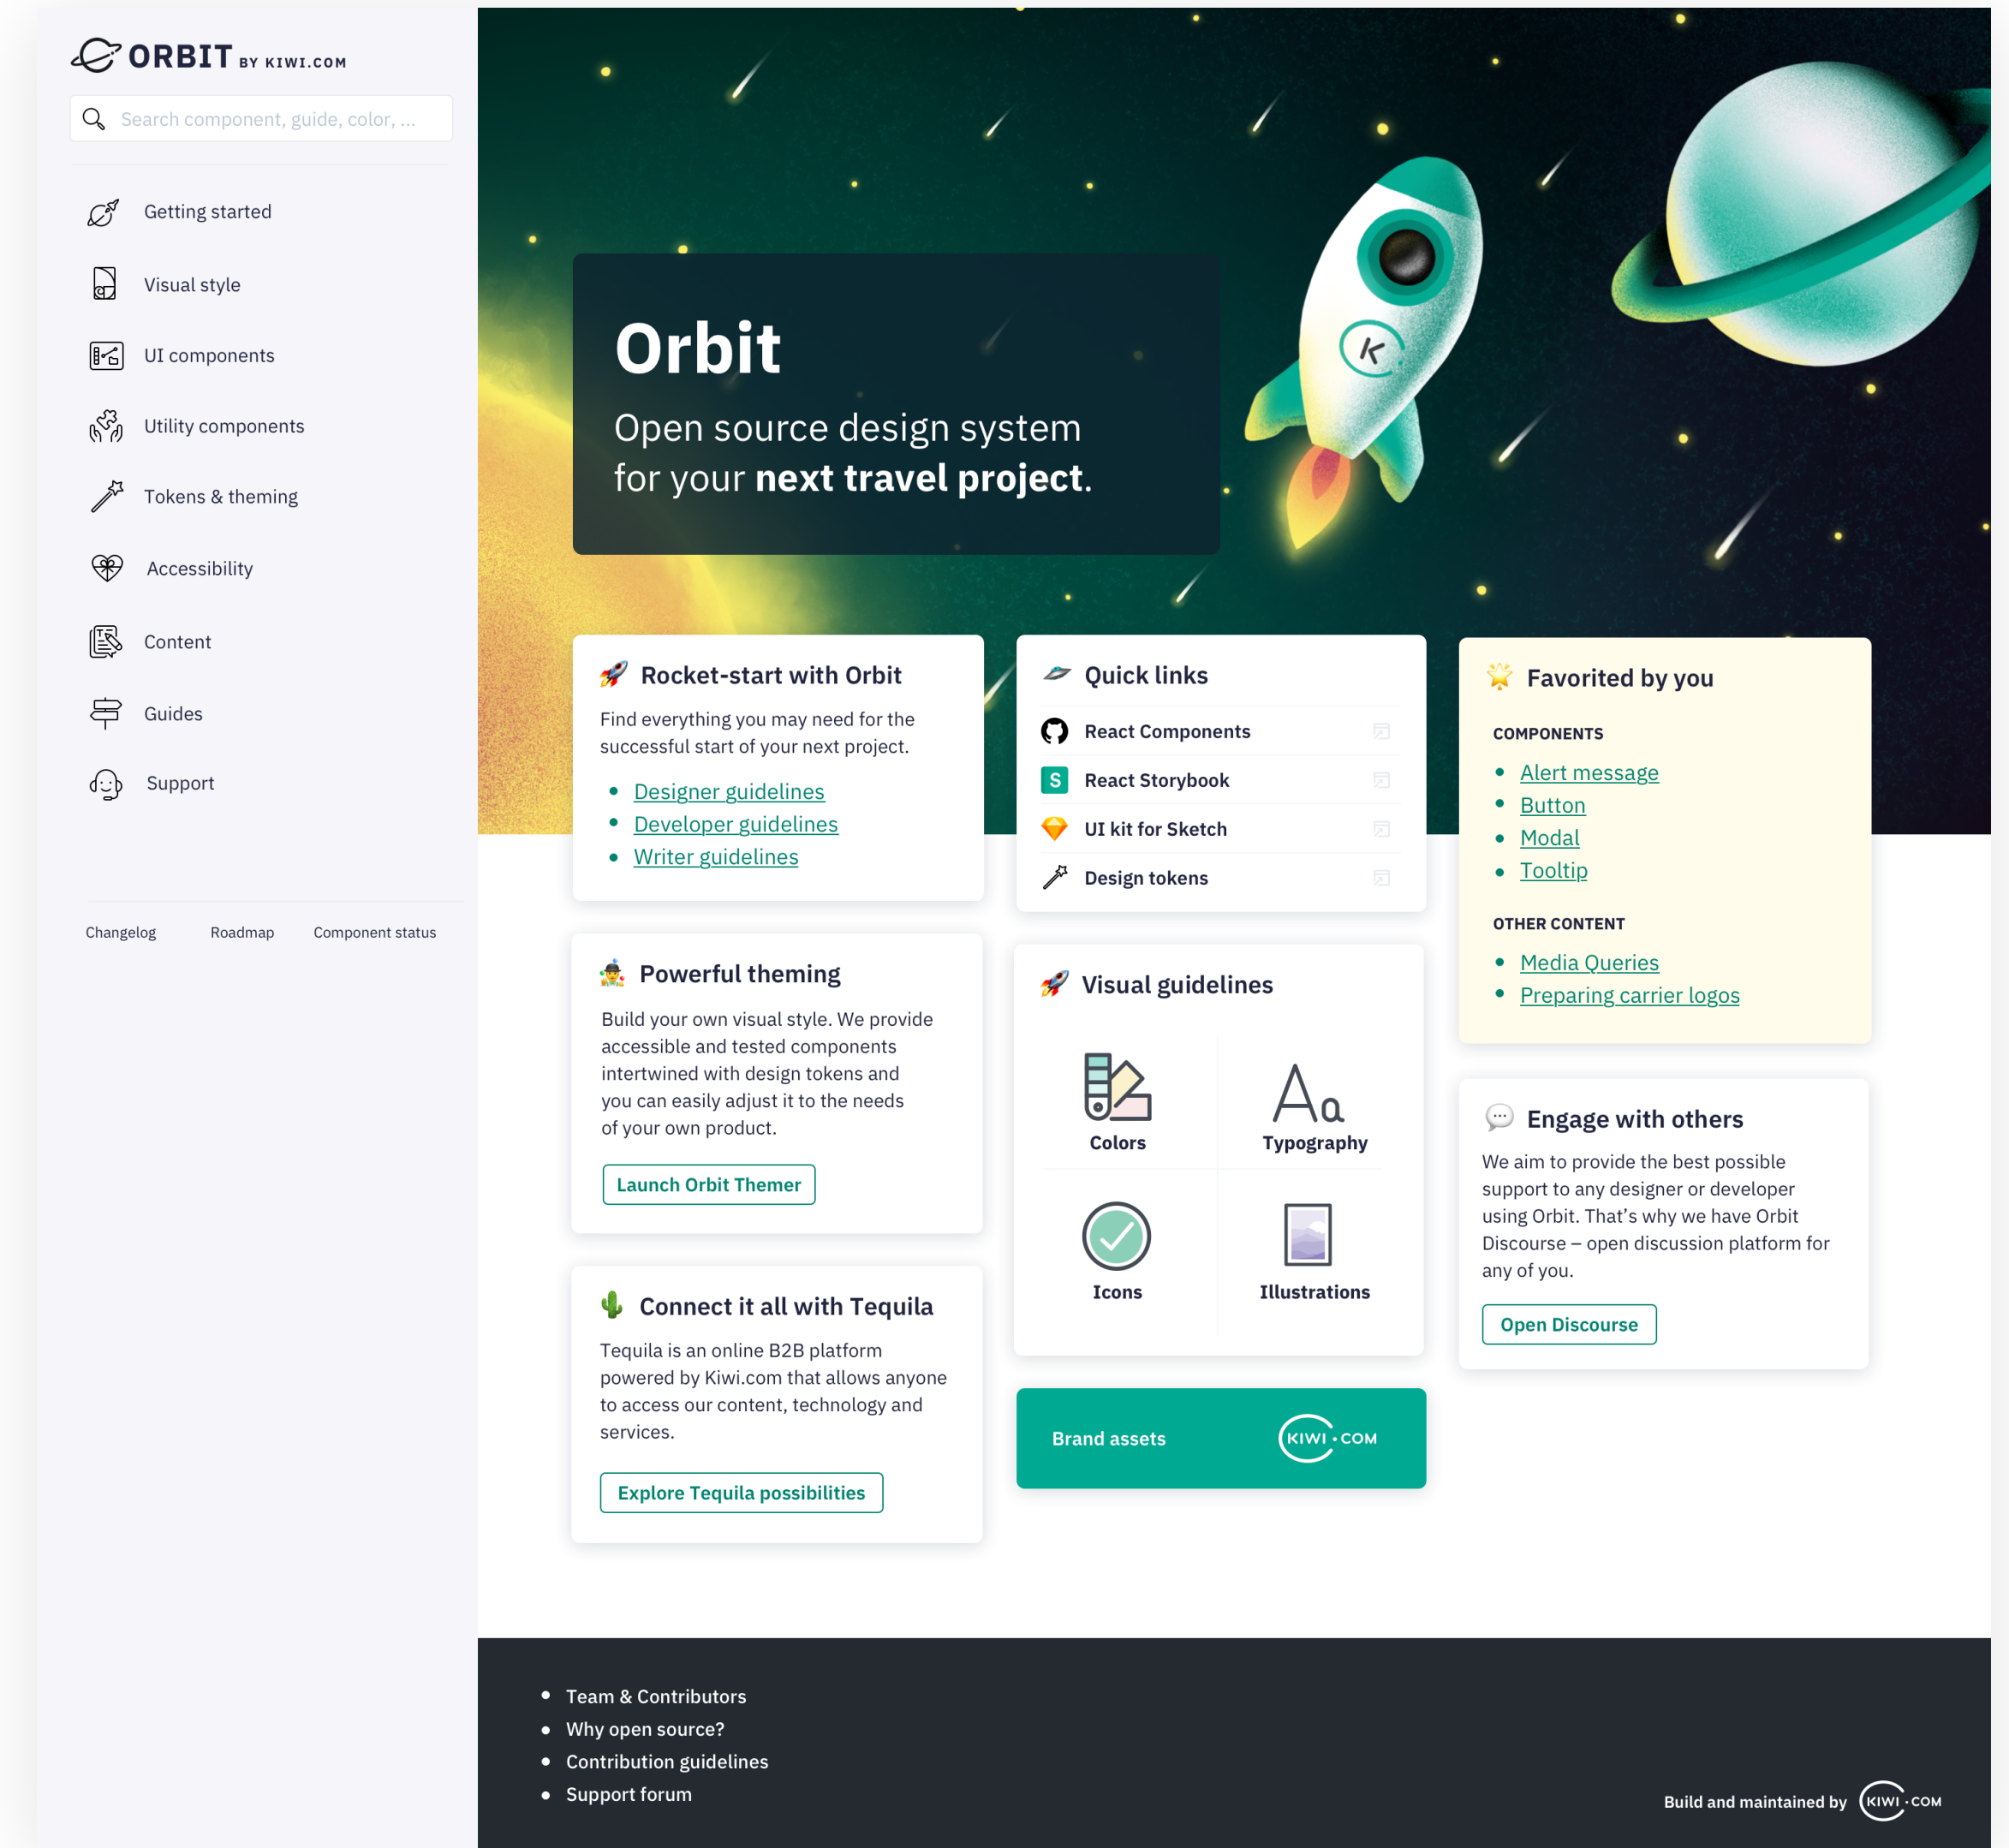 ORBIT BY KIWI.COM
Search component, guide, color, ...
Getting started
Visual style
UI components
Utility components
Tokens & theming
Accessibility
Content
Guides
Support
Changelog Roadmap Component status
Orbit
Open source design system
for your next travel project.
K
🚀 Rocket-start with Orbit
Find everything you may need for the
successful start of your next project.
• Designer guidelines
• Developer guidelines
• Writer guidelines
Powerful theming
Build your own visual style. We provide
accessible and tested components
intertwined with design tokens and
you can easily adjust it to the needs
of your own product.
Launch Orbit Themer
🌵 Connect it all with Tequila
Tequila is an online B2B platform
powered by Kiwi.com that allows anyone
to access our content, technology and
services.
Explore Tequila possibilities
Quick links
React Components
S React Storybook
UI kit for Sketch
Design tokens
🚀 Visual guidelines
Colors
Aa
Typography
Icons
Illustrations
Brand assets KIWI•COM
🌟 Favorited by you
COMPONENTS
• Alert message
• Button
• Modal
• Tooltip
OTHER CONTENT
• Media Queries
• Preparing carrier logos
💬 Engage with others
We aim to provide the best possible
support to any designer or developer
using Orbit. That’s why we have Orbit
Discourse – open discussion platform for
any of you.
Open Discourse
• Team & Contributors
• Why open source?
• Contribution guidelines
• Support forum
Build and maintained by KIWI•COM